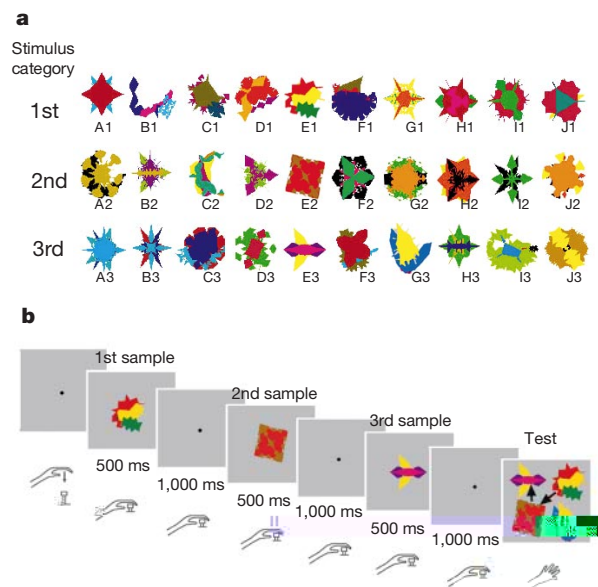 a
Stimulus
category
1st
A1 B1 C1 D1 E1 F1 G1 H1 I1 J1
2nd
A2 B2 C2 D2 E2 F2 G2 H2 I2 J2
3rd
A3 B3 C3 D3 E3 F3 G3 H3 I3 J3
b
1st sample
2nd sample
3rd sample
Test
500 ms
1,000 ms
500 ms
1,000 ms
500 ms
1,000 ms